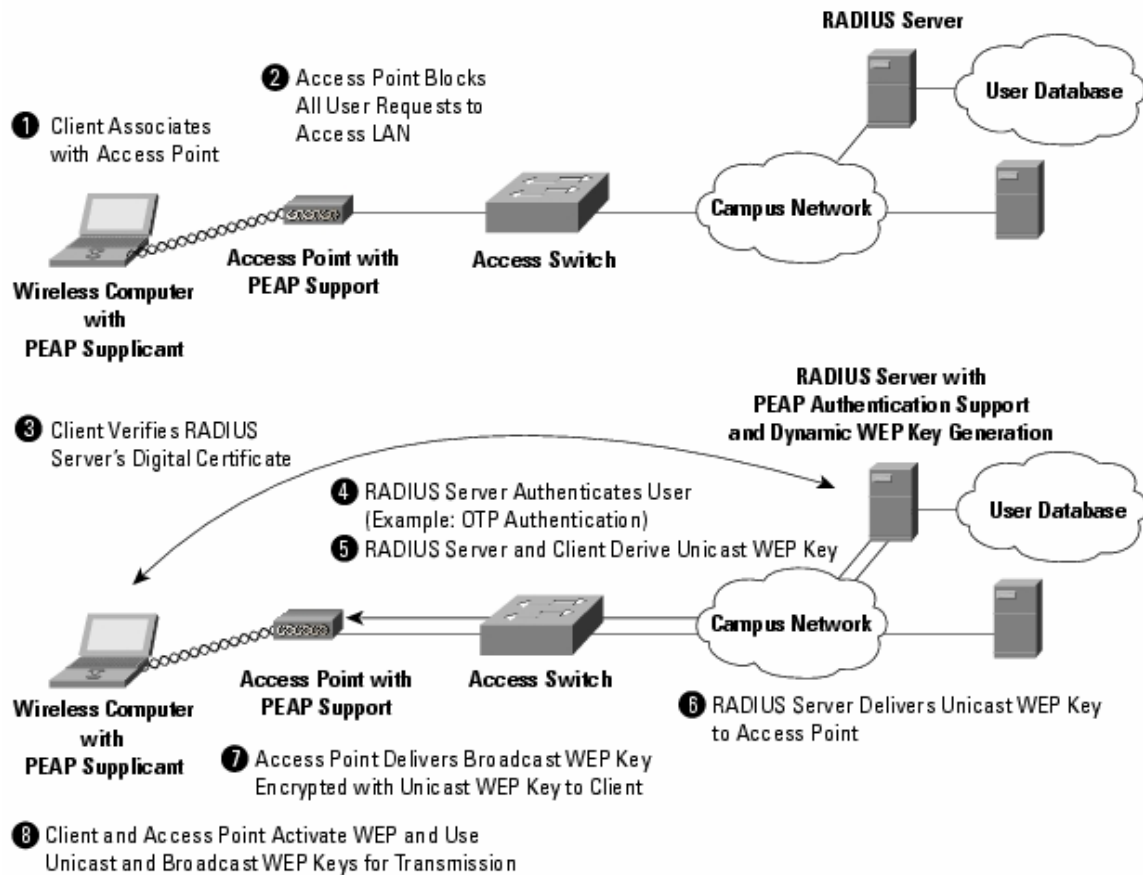 RADIUS Server
User Database
2 Access Point Blocks
All User Requests to
Access LAN
1 Client Associates
with Access Point
Campus Network
Access Point with
PEAP Support
Access Switch
Wireless Computer
with
PEAP Supplicant
RADIUS Server with
PEAP Authentication Support
and Dynamic WEP Key Generation
3 Client Verifies RADIUS
Server's Digital Certificate
4 RADIUS Server Authenticates User
(Example: OTP Authentication)
5 RADIUS Server and Client Derive Unicast WEP Key
User Database
Campus Network
Access Point with
PEAP Support
Access Switch
Wireless Computer
with
PEAP Supplicant
6 RADIUS Server Delivers Unicast WEP Key
to Access Point
7 Access Point Delivers Broadcast WEP Key
Encrypted with Unicast WEP Key to Client
8 Client and Access Point Activate WEP and Use
Unicast and Broadcast WEP Keys for Transmission